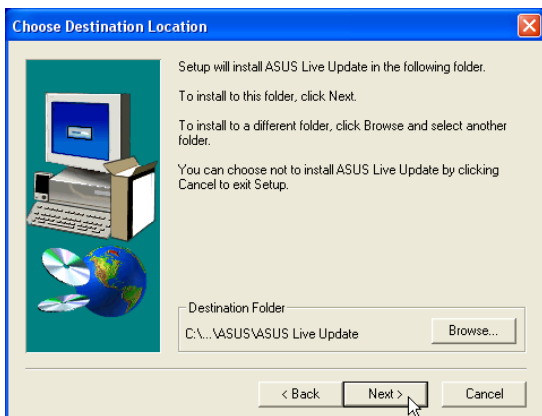 Choose Destination Location
Setup will install ASUS Live Update in the following folder.
To install to this folder, click Next.
To install to a different folder, click Browse and select another
folder.
You can choose not to install ASUS Live Update by clicking
Cancel to exit Setup.
Destination Folder
C:\...\ASUS\ASUS Live Update
Browse...
< Back
Next >
Cancel